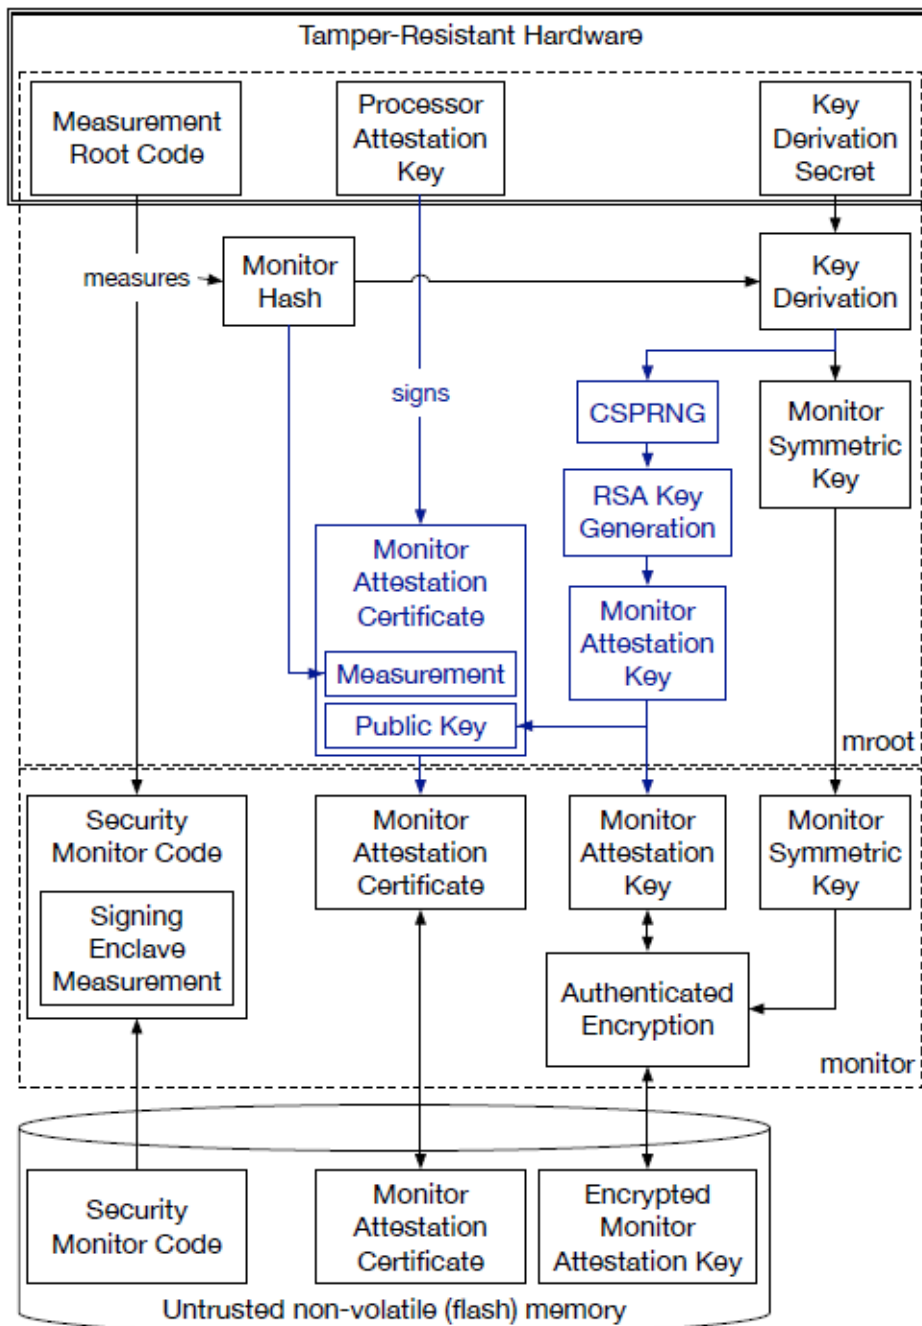 Tamper-Resistant Hardware
Measurement
Root Code
Processor
Attestation
Key
Key
Derivation
Secret
measures
Monitor
Hash
Key
Derivation
signs
CSPRNG
Monitor
Symmetric
Key
RSA Key
Generation
Monitor
Attestation
Certificate
Measurement
Public Key
Monitor
Attestation
Key
mroot
Security
Monitor Code
Signing
Enclave
Measurement
Monitor
Attestation
Certificate
Monitor
Attestation
Key
Monitor
Symmetric
Key
Authenticated
Encryption
monitor
Security
Monitor Code
Monitor
Attestation
Certificate
Encrypted
Monitor
Attestation Key
Untrusted non-volatile (flash) memory